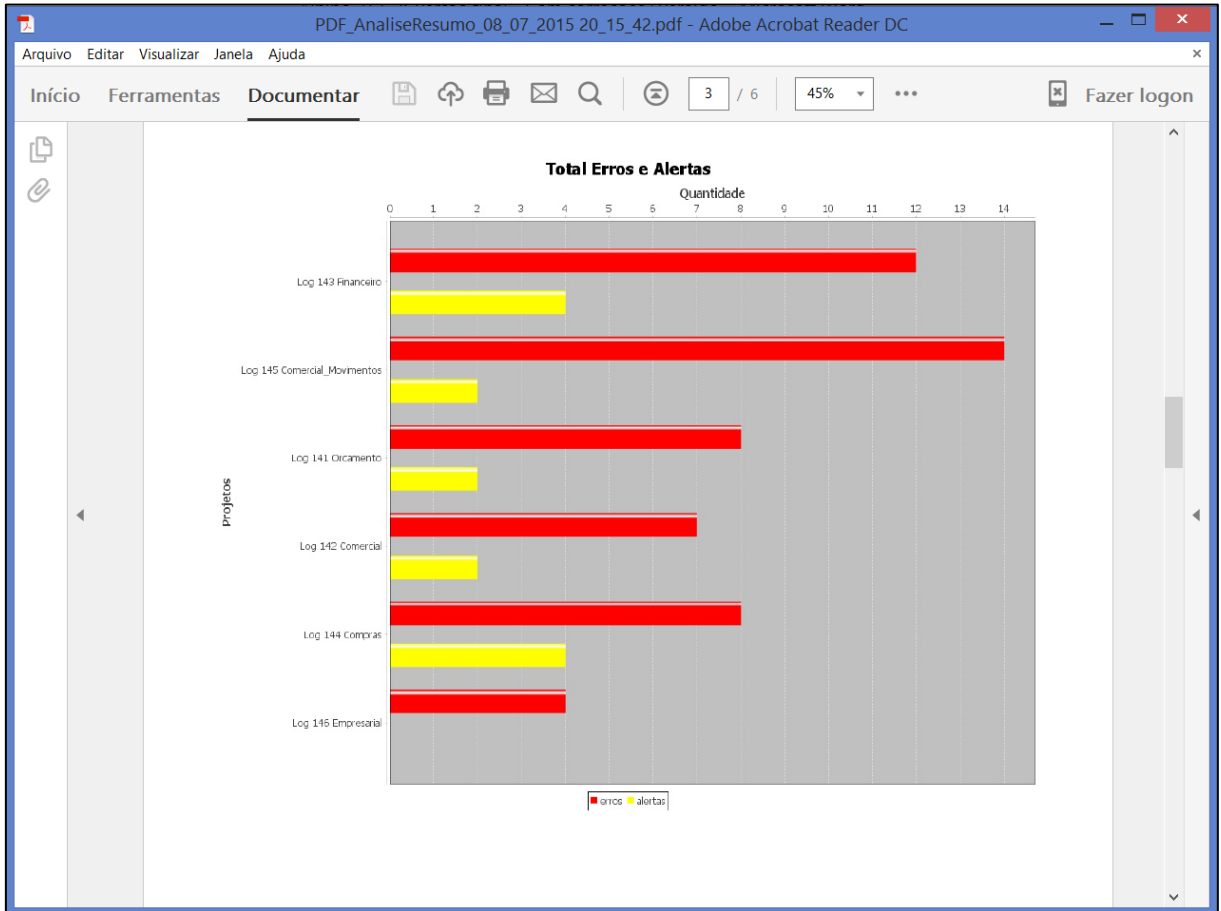 PDF_AnaliseResumo_08_07_2015 20_15_42.pdf - Adobe Acrobat Reader DC
Arquivo Editar Visualizar Janela Ajuda
Início Ferramentas Documentar 3 / 6 45% Fazer logon
Total Erros e Alertas
Quantidade
0 1 2 3 4 5 6 7 8 9 10 11 12 13 14
Log 143 Financeiro
Log 145 Comercial_Movimentos
Log 141 Orcamento
Projetos
Log 142 Comercial
Log 144 Compras
Log 146 Empresarial
erros alertas